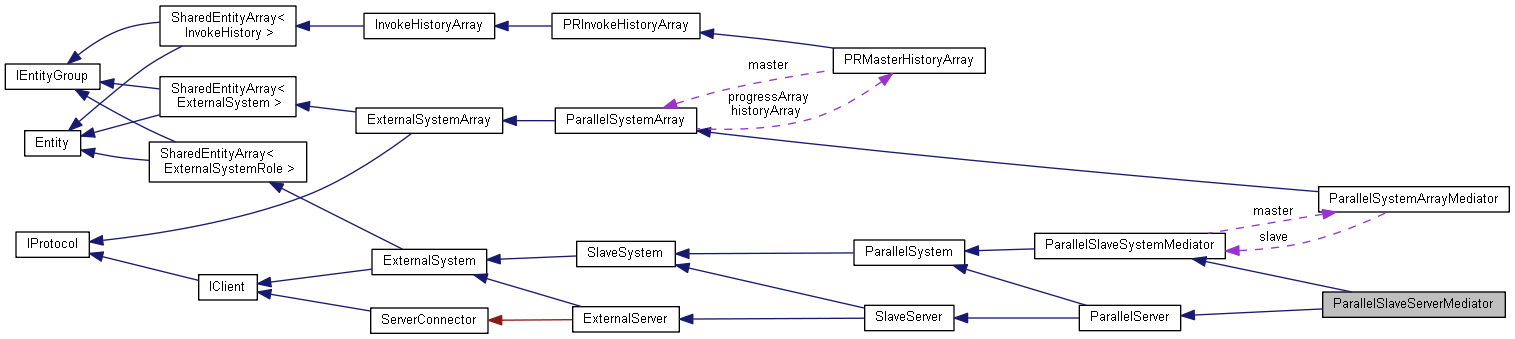 SharedEntityArray<
InvokeHistory >
InvokeHistoryArray
PRInvokeHistoryArray
IEntityGroup
PRMasterHistoryArray
master
SharedEntityArray<
ExternalSystem >
progressArray
historyArray
ExternalSystemArray
ParallelSystemArray
Entity
SharedEntityArray<
ExternalSystemRole >
ParallelSystemArrayMediator
master
slave
IProtocol
ParallelSlaveSystemMediator
SlaveSystem
ParallelSystem
ExternalSystem
IClient
ParallelSlaveServerMediator
ServerConnector
ExternalServer
SlaveServer
ParallelServer